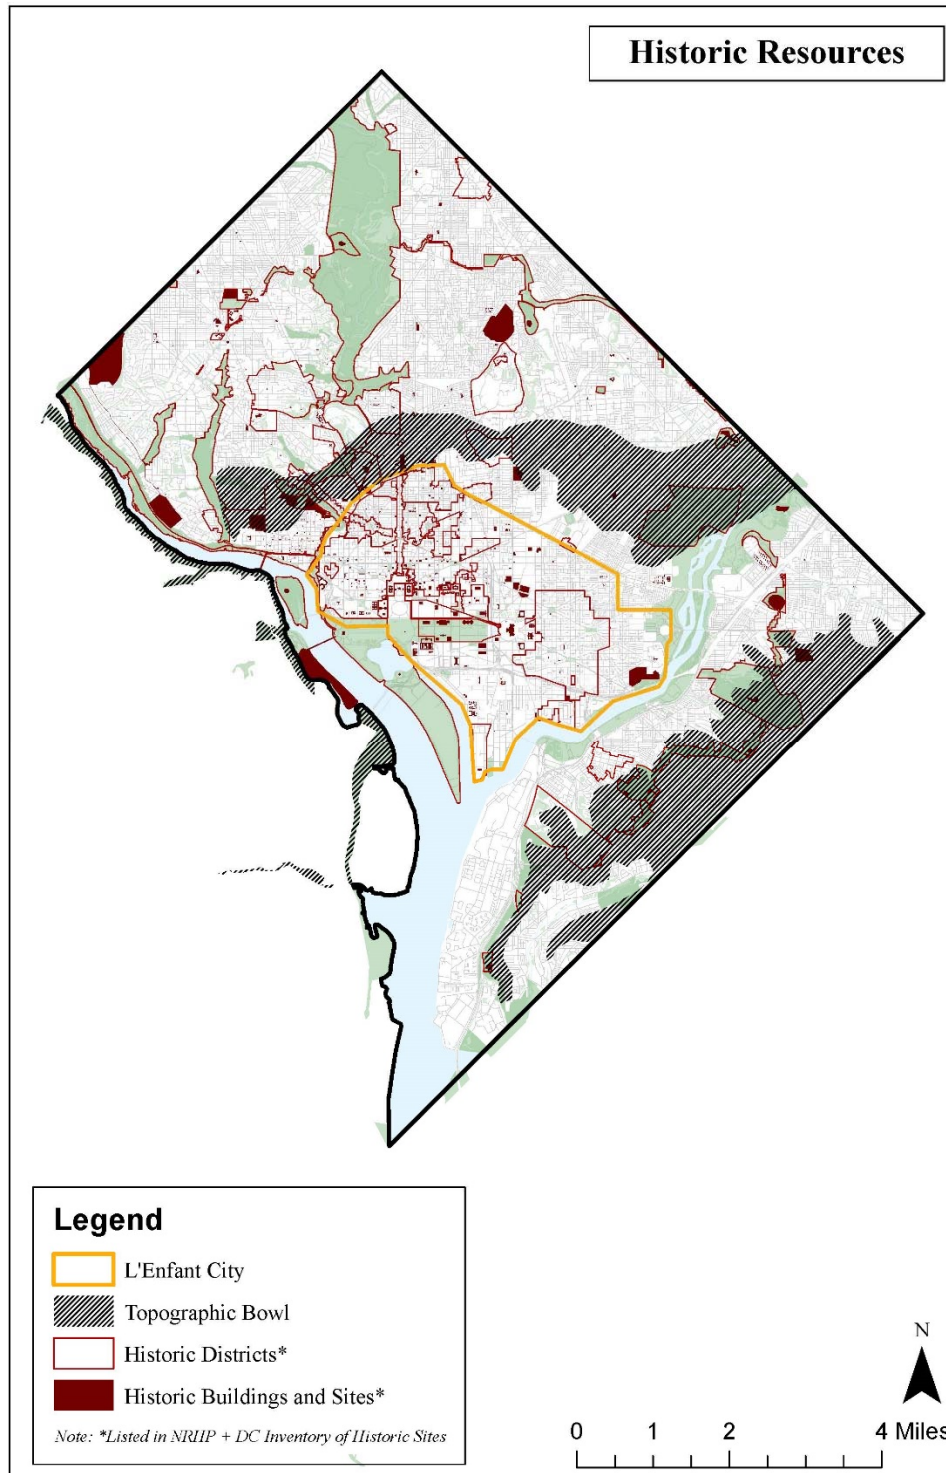 Historic Resources
Legend
L'Enfant City
Topographic Bowl
Historic Districts*
Historic Buildings and Sites*
Note: *Listed in NRHP + DC Inventory of Historic Sites
N
0 1 2 4 Miles